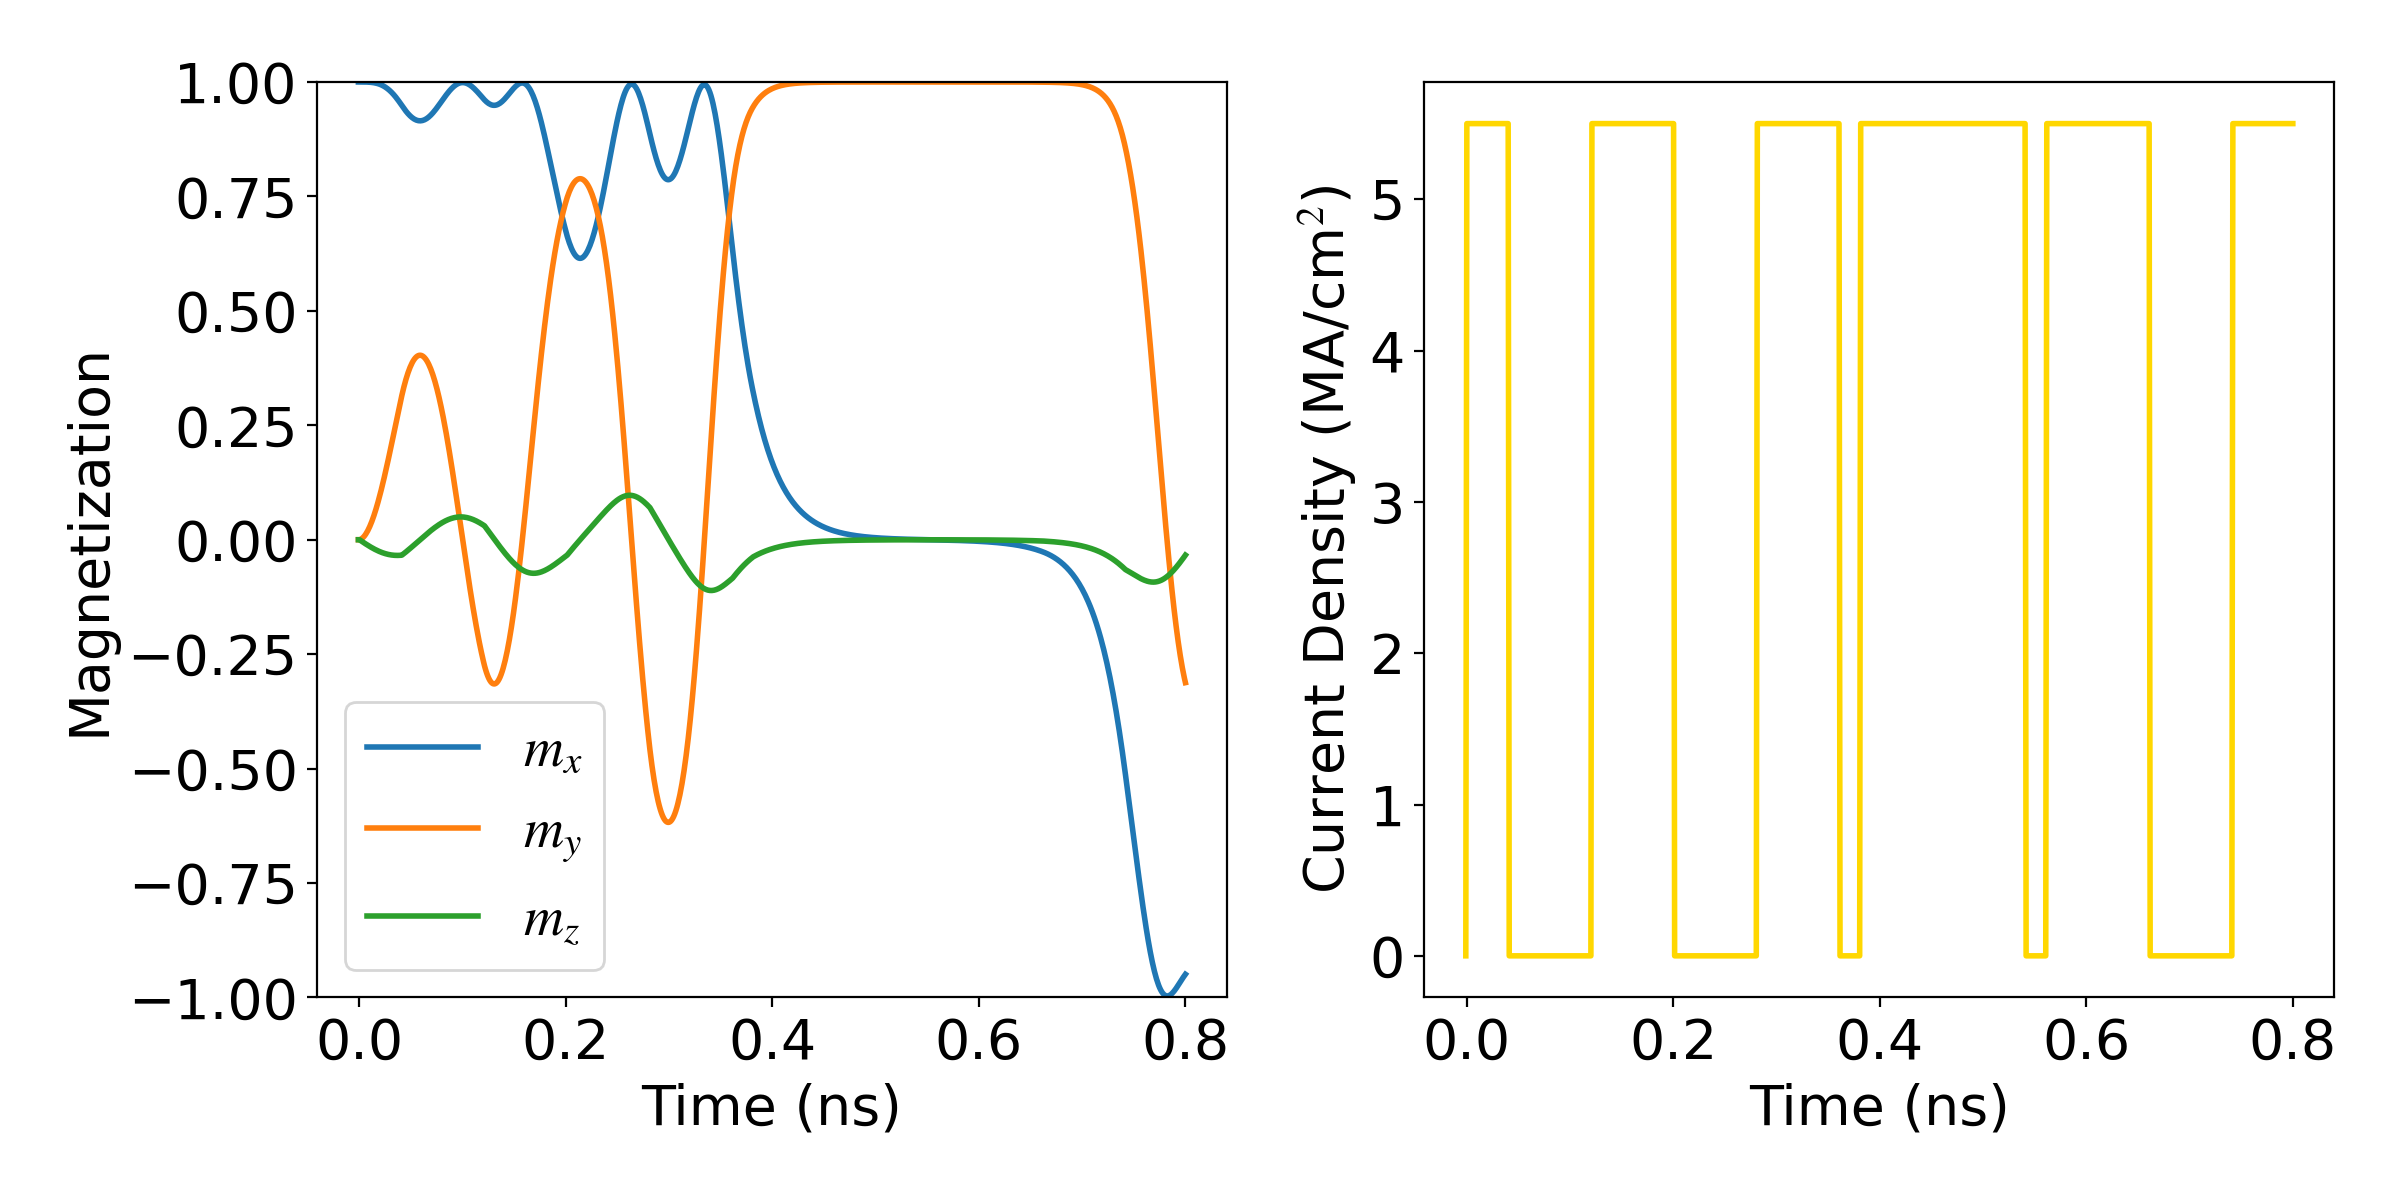 Magnetization
1.00
0.75
0.50
0.25
0.00
−0.25
−0.50
−0.75
−1.00
m_x
m_y
m_z
0.0 0.2 0.4 0.6 0.8
Time (ns)
Current Density (MA/cm²)
5
4
3
2
1
0
0.0 0.2 0.4 0.6 0.8
Time (ns)